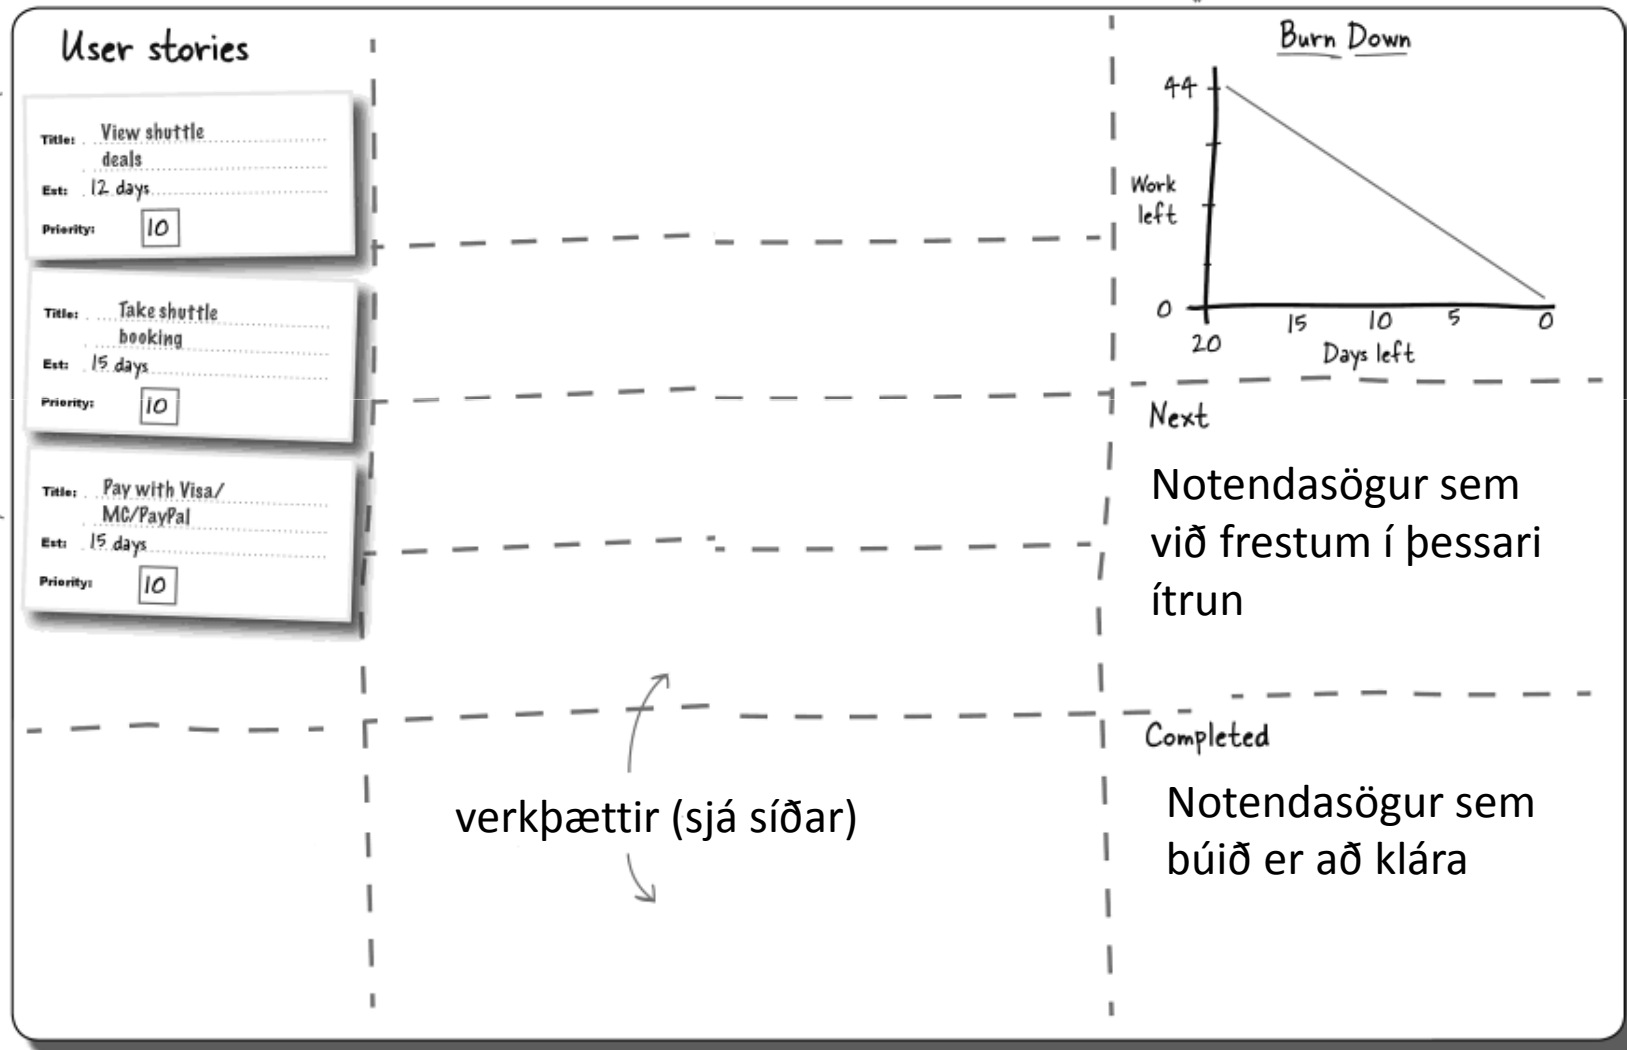 User stories
Title: View shuttle
deals
Est: 12 days
Priority: 10
Title: Take shuttle
booking
Est: 15 days
Priority: 10
Title: Pay with Visa/
MC/PayPal
Est: 15 days
Priority: 10
verkþættir (sjá síðar)
Burn Down
44
Work
left
0
20 15 10 5 0
Days left
Next
Notendasögur sem
við frestum í þessari
ítrun
Completed
Notendasögur sem
búið er að klára